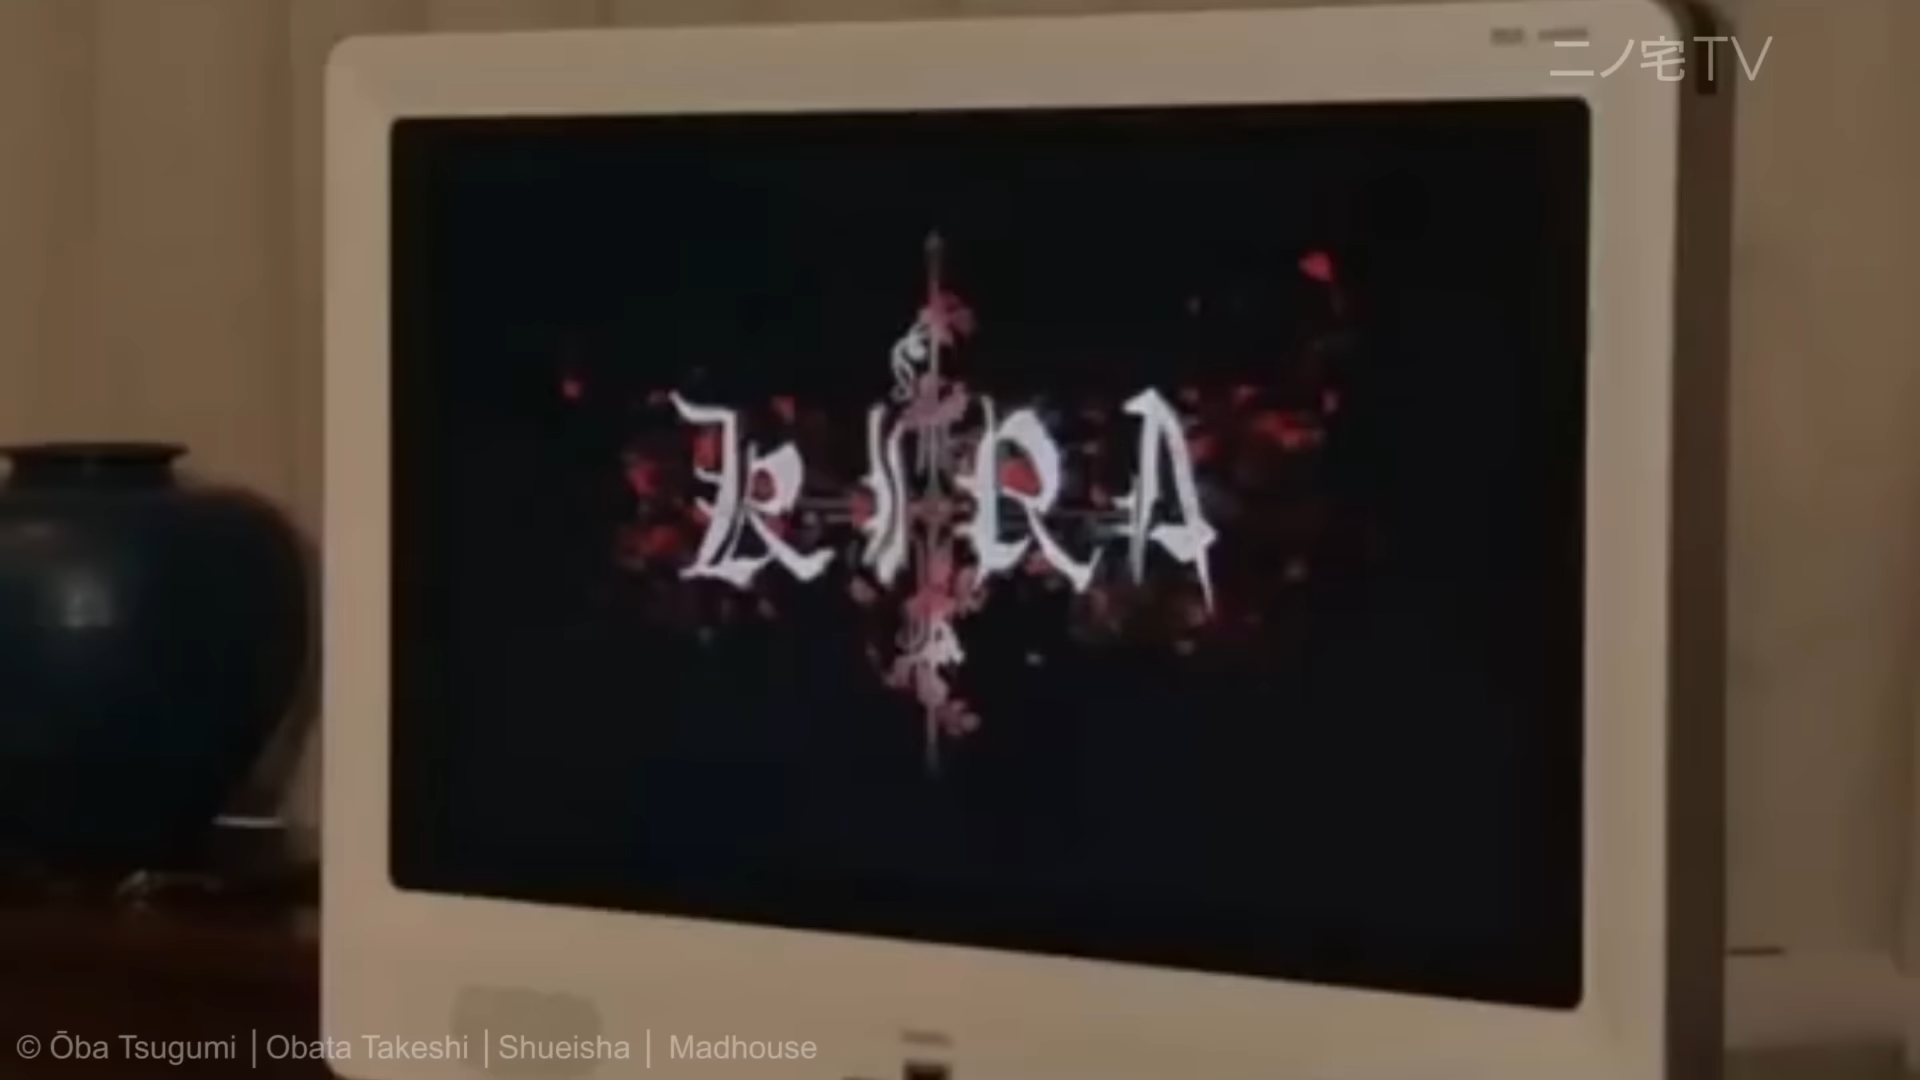 二ノ宅TV
KIRA
© Ōba Tsugumi │Obata Takeshi │Shueisha │ Madhouse